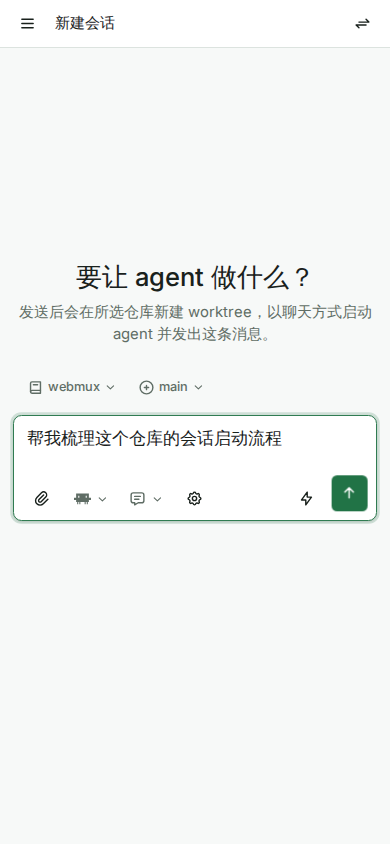 新建会话
要让 agent 做什么？
发送后会在所选仓库新建 worktree，以聊天方式启动
agent 并发出这条消息。
webmux main
帮我梳理这个仓库的会话启动流程